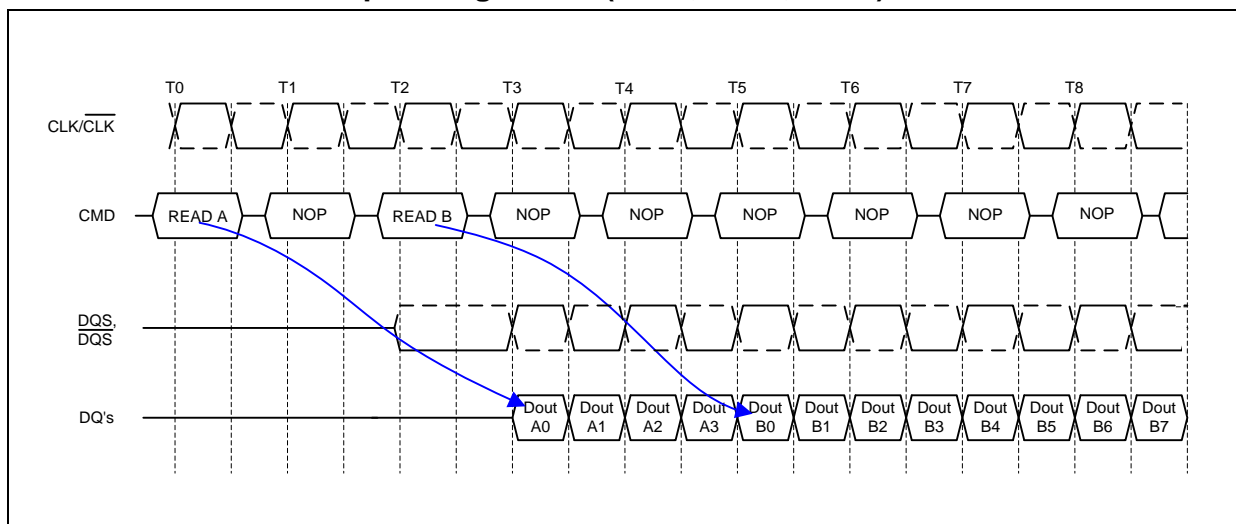 T0 T1 T2 T3 T4 T5 T6 T7 T8
CLK/CLK
CMD READ A NOP READ B NOP NOP NOP NOP NOP NOP
DQS,
DQS
DQ's
Dout Dout Dout Dout Dout Dout Dout Dout Dout Dout Dout Dout
A0 A1 A2 A3 B0 B1 B2 B3 B4 B5 B6 B7